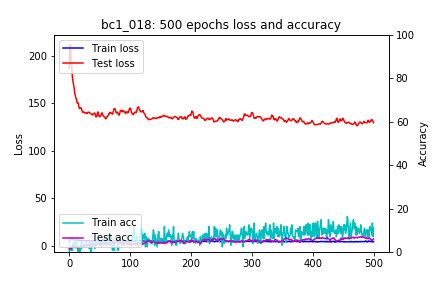 bc1_018: 500 epochs loss and accuracy
Train loss
Test loss
Train acc
Test acc
Loss
Accuracy
200
150
100
50
0
100
80
60
40
20
0
0 100 200 300 400 500